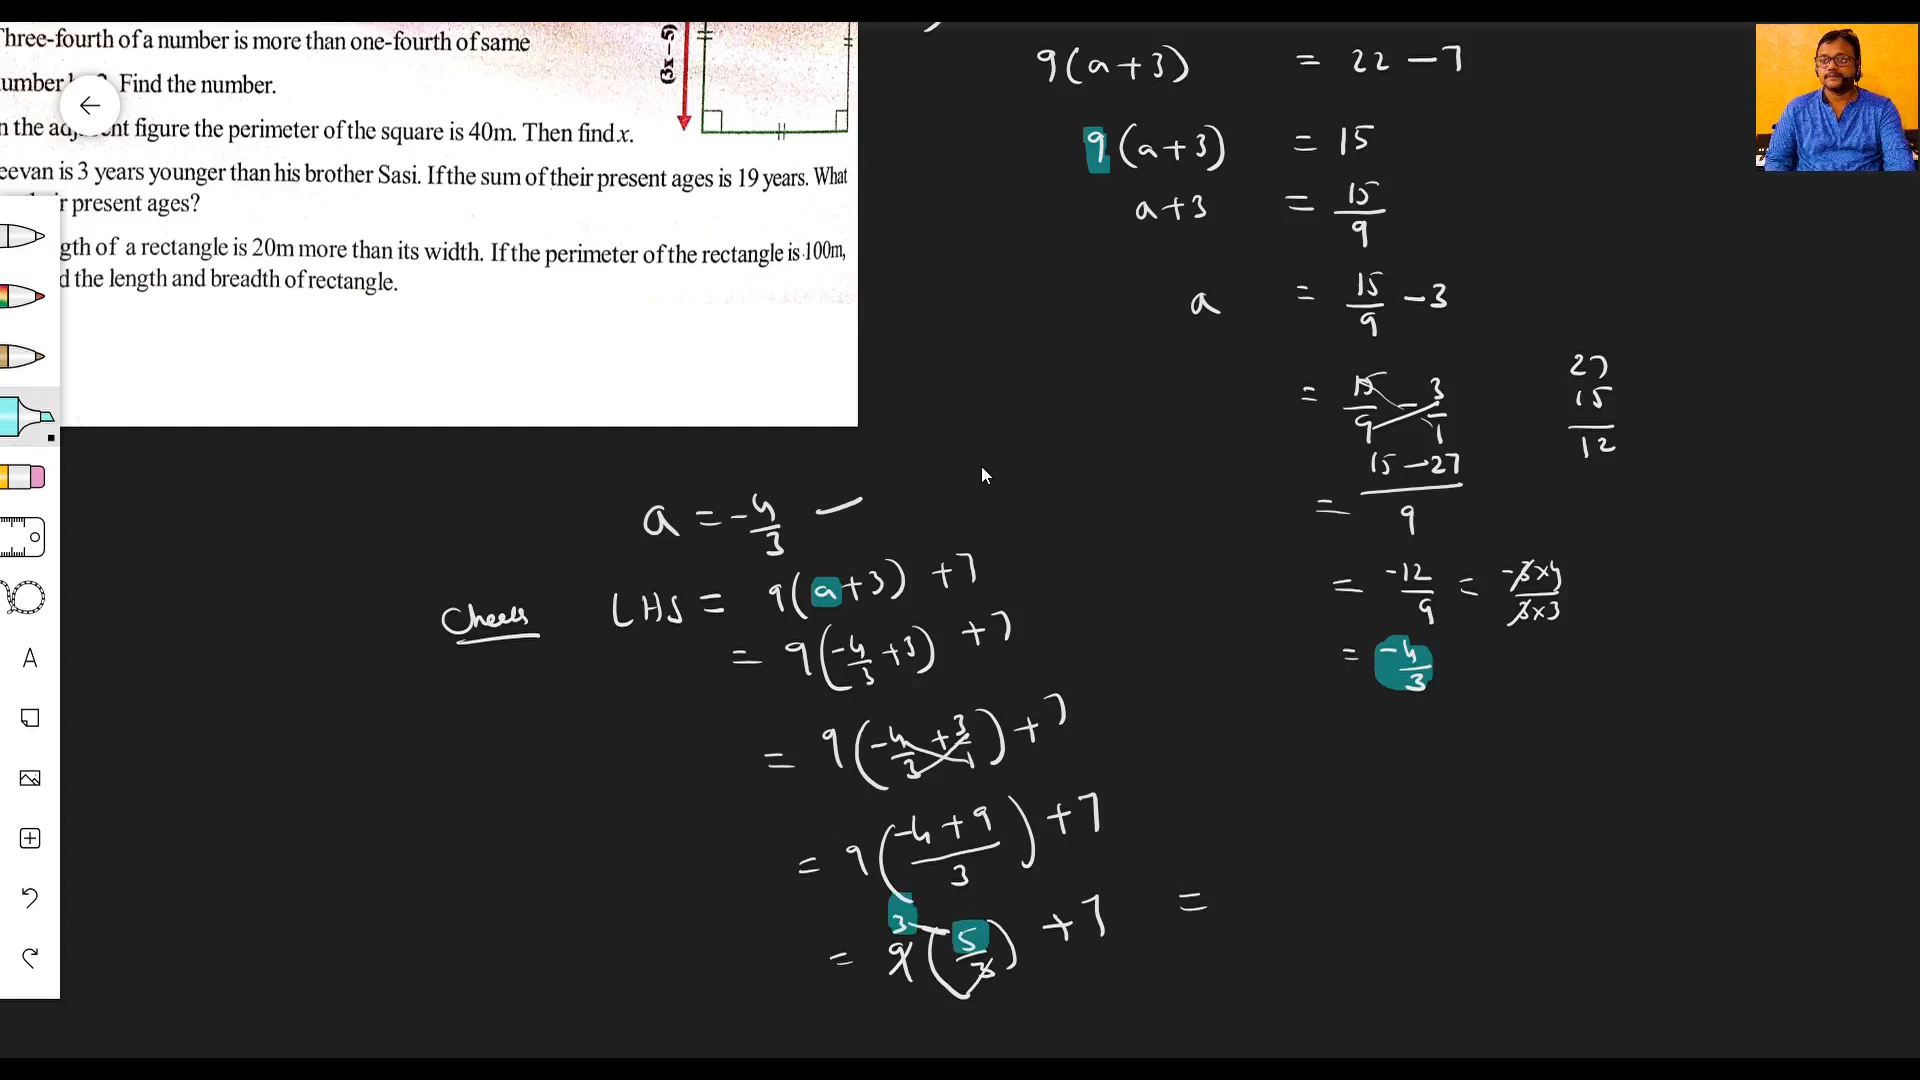 Three-fourth of a number is more than one-fourth of same
umber Find the number.
n the adj nt figure the perimeter of the square is 40m. Then find x.
eevan is 3 years younger than his brother Sasi. If the sum of their present ages is 19 years. What
r present ages?
gth of a rectangle is 20m more than its width. If the perimeter of the rectangle is 100m,
d the length and breadth of rectangle.
(3x – 5)
9(a+3) = 22 – 7
9(a+3) = 15
a+3 = 15/9
a = 15/9 – 3
= 15/9 – 3/1
= (15 – 27)/9
= -12/9 = (-3×4)/(3×3)
= -4/3
27
15
12
a = -4/3 –
Check LHS = 9(a+3) +7
= 9(-4/3 +3) +7
= 9(-4/3 + 3/1) +7
= 9((-4+9)/3) +7
3
= 9(5/3) +7 =
A